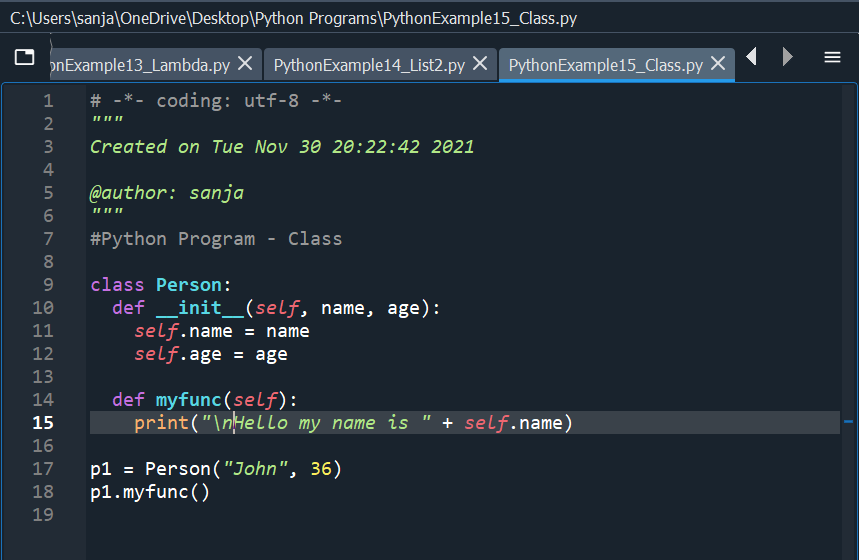 C:\Users\sanja\OneDrive\Desktop\Python Programs\PythonExample15_Class.py
onExample13_Lambda.py PythonExample14_List2.py PythonExample15_Class.py
1 # -*- coding: utf-8 -*-
2 """
3 Created on Tue Nov 30 20:22:42 2021
4
5 @author: sanja
6 """
7 #Python Program - Class
8
9 class Person:
10   def __init__(self, name, age):
11     self.name = name
12     self.age = age
13
14   def myfunc(self):
15     print("\nHello my name is " + self.name)
16
17 p1 = Person("John", 36)
18 p1.myfunc()
19